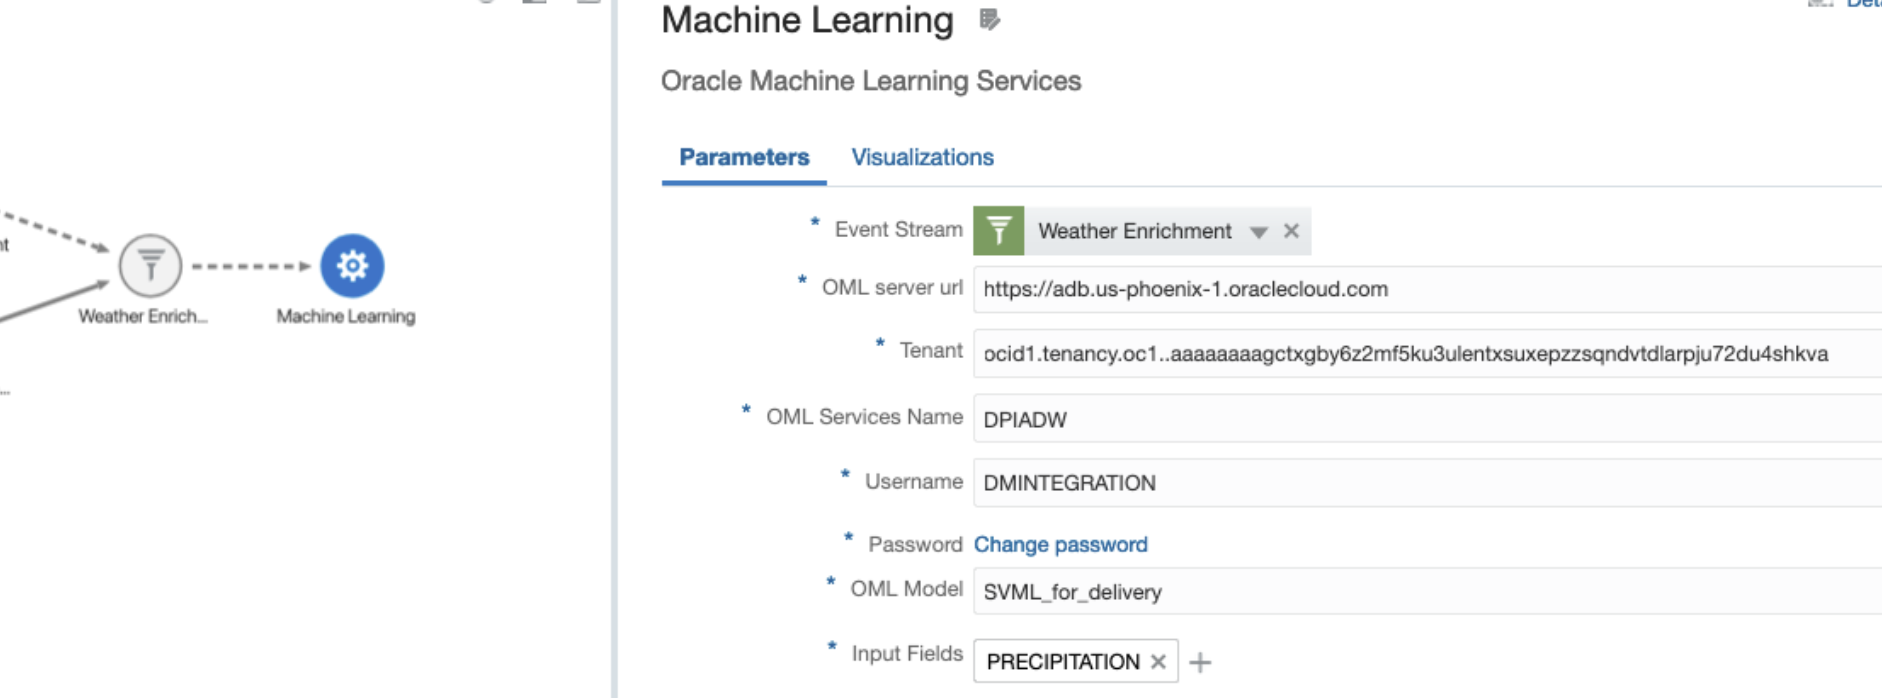 Machine Learning
Oracle Machine Learning Services
Parameters Visualizations
* Event Stream Weather Enrichment
* OML server url https://adb.us-phoenix-1.oraclecloud.com
* Tenant ocid1.tenancy.oc1..aaaaaaaagctxgby6z2mf5ku3ulentxsuxepzzsqndvtdlarpju72du4shkva
* OML Services Name DPIADW
* Username DMINTEGRATION
* Password Change password
* OML Model SVML_for_delivery
* Input Fields PRECIPITATION
Weather Enrich...
Machine Learning